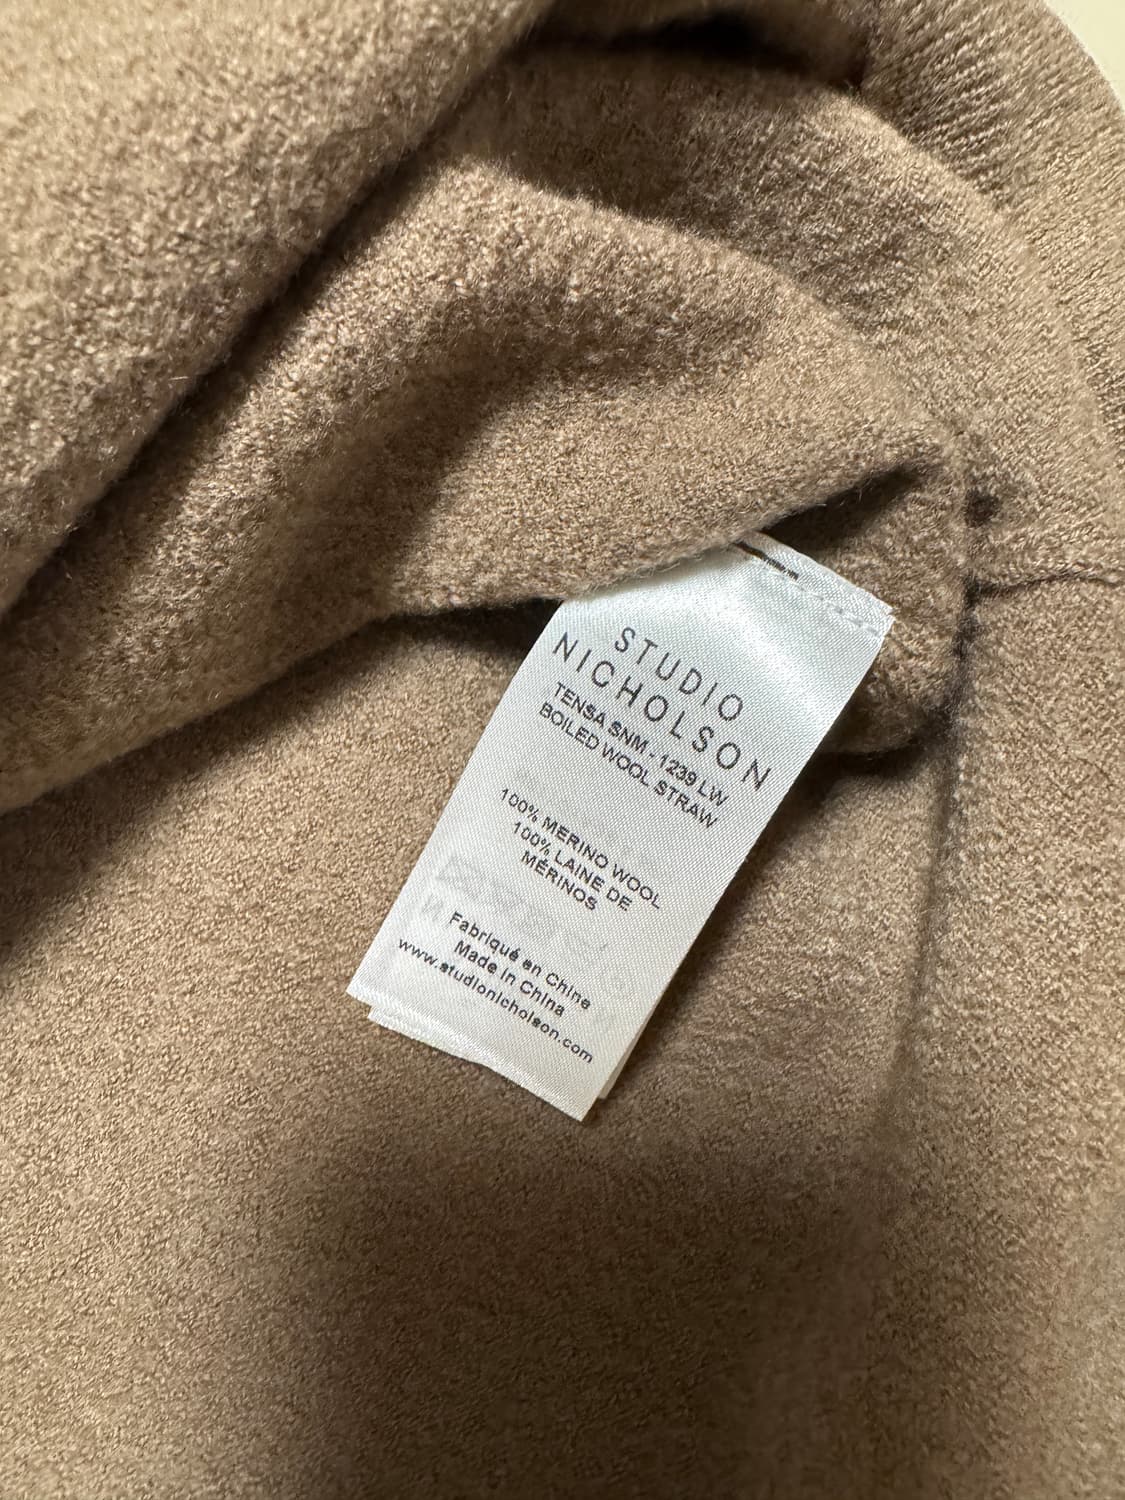 STUDIO
NICHOLSON
TENSA SNM - 1239 LW
BOILED WOOL STRAW
100% MERINO WOOL
100% LAINE DE
MÉRINOS
Fabriqué en Chine
Made in China
www.studionicholson.com